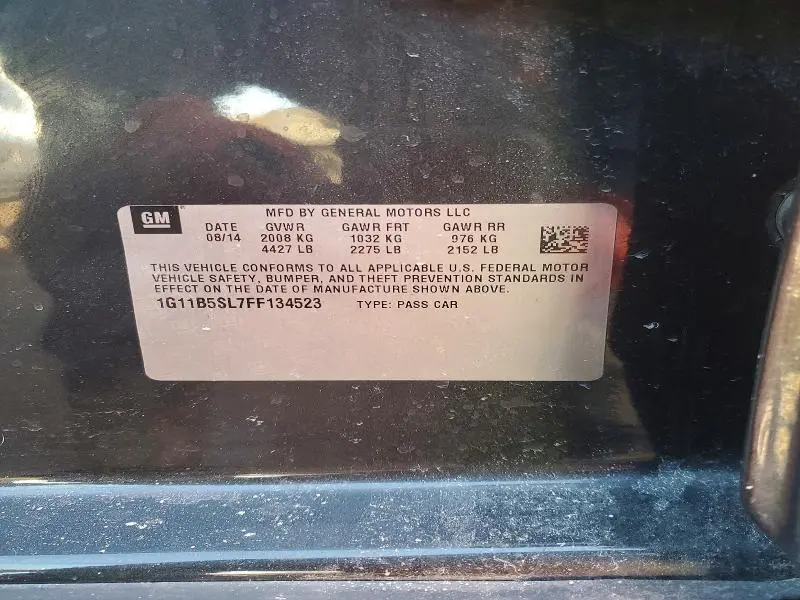 GM
MFD BY GENERAL MOTORS LLC
DATE GVWR GAWR FRT GAWR RR
08/14 2008 KG 1032 KG 976 KG
4427 LB 2275 LB 2152 LB
THIS VEHICLE CONFORMS TO ALL APPLICABLE U.S. FEDERAL MOTOR
VEHICLE SAFETY, BUMPER, AND THEFT PREVENTION STANDARDS IN
EFFECT ON THE DATE OF MANUFACTURE SHOWN ABOVE.
1G11B5SL7FF134523 TYPE: PASS CAR